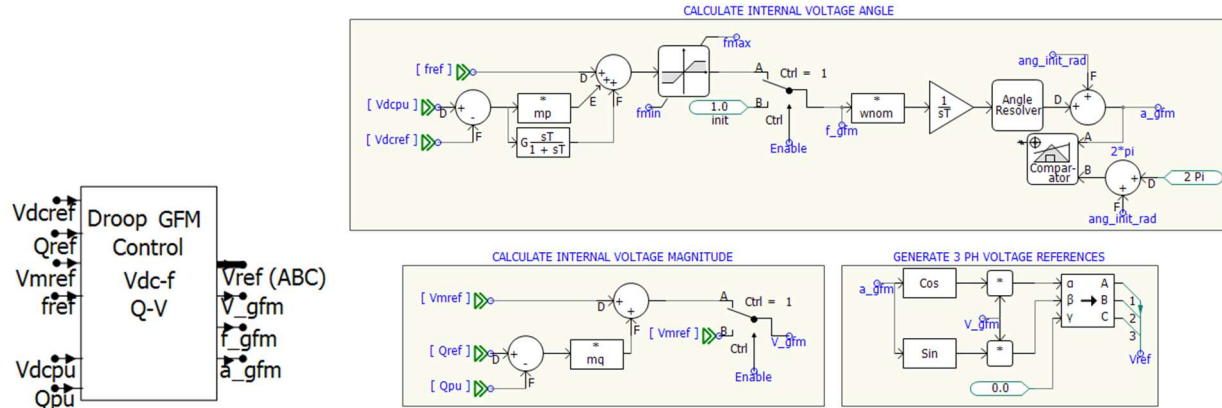 Vdcref
Qref
Vmref
fref
Vdcpu
Qpu
Droop GFM
Control
Vdc-f
Q-V
Vref (ABC)
V_gfm
f_gfm
a_gfm
CALCULATE INTERNAL VOLTAGE ANGLE
[ fref ]
[ Vdcpu ]
[ Vdcref ]
D
+
-
F
*
mp
G sT
1 + sT
D
+
+
+
E
F
fmax
fmin
A
Ctrl = 1
B
1.0
init
Ctrl
Enable
f_gfm
*
wnom
1
sT
Angle
Resolver
D
+
+
F
ang_init_rad
a_gfm
A
2*pi
Compar-
ator
B
+
+
D
2 Pi
F
ang_init_rad
CALCULATE INTERNAL VOLTAGE MAGNITUDE
[ Vmref ]
[ Qref ]
[ Qpu ]
D
+
-
F
*
mq
D
+
+
F
A
Ctrl = 1
[ Vmref ]
B
Ctrl
Enable
V_gfm
GENERATE 3 PH VOLTAGE REFERENCES
a_gfm
Cos
*
V_gfm
Sin
*
0.0
α
β
γ
A
B
C
1
2
3
Vref